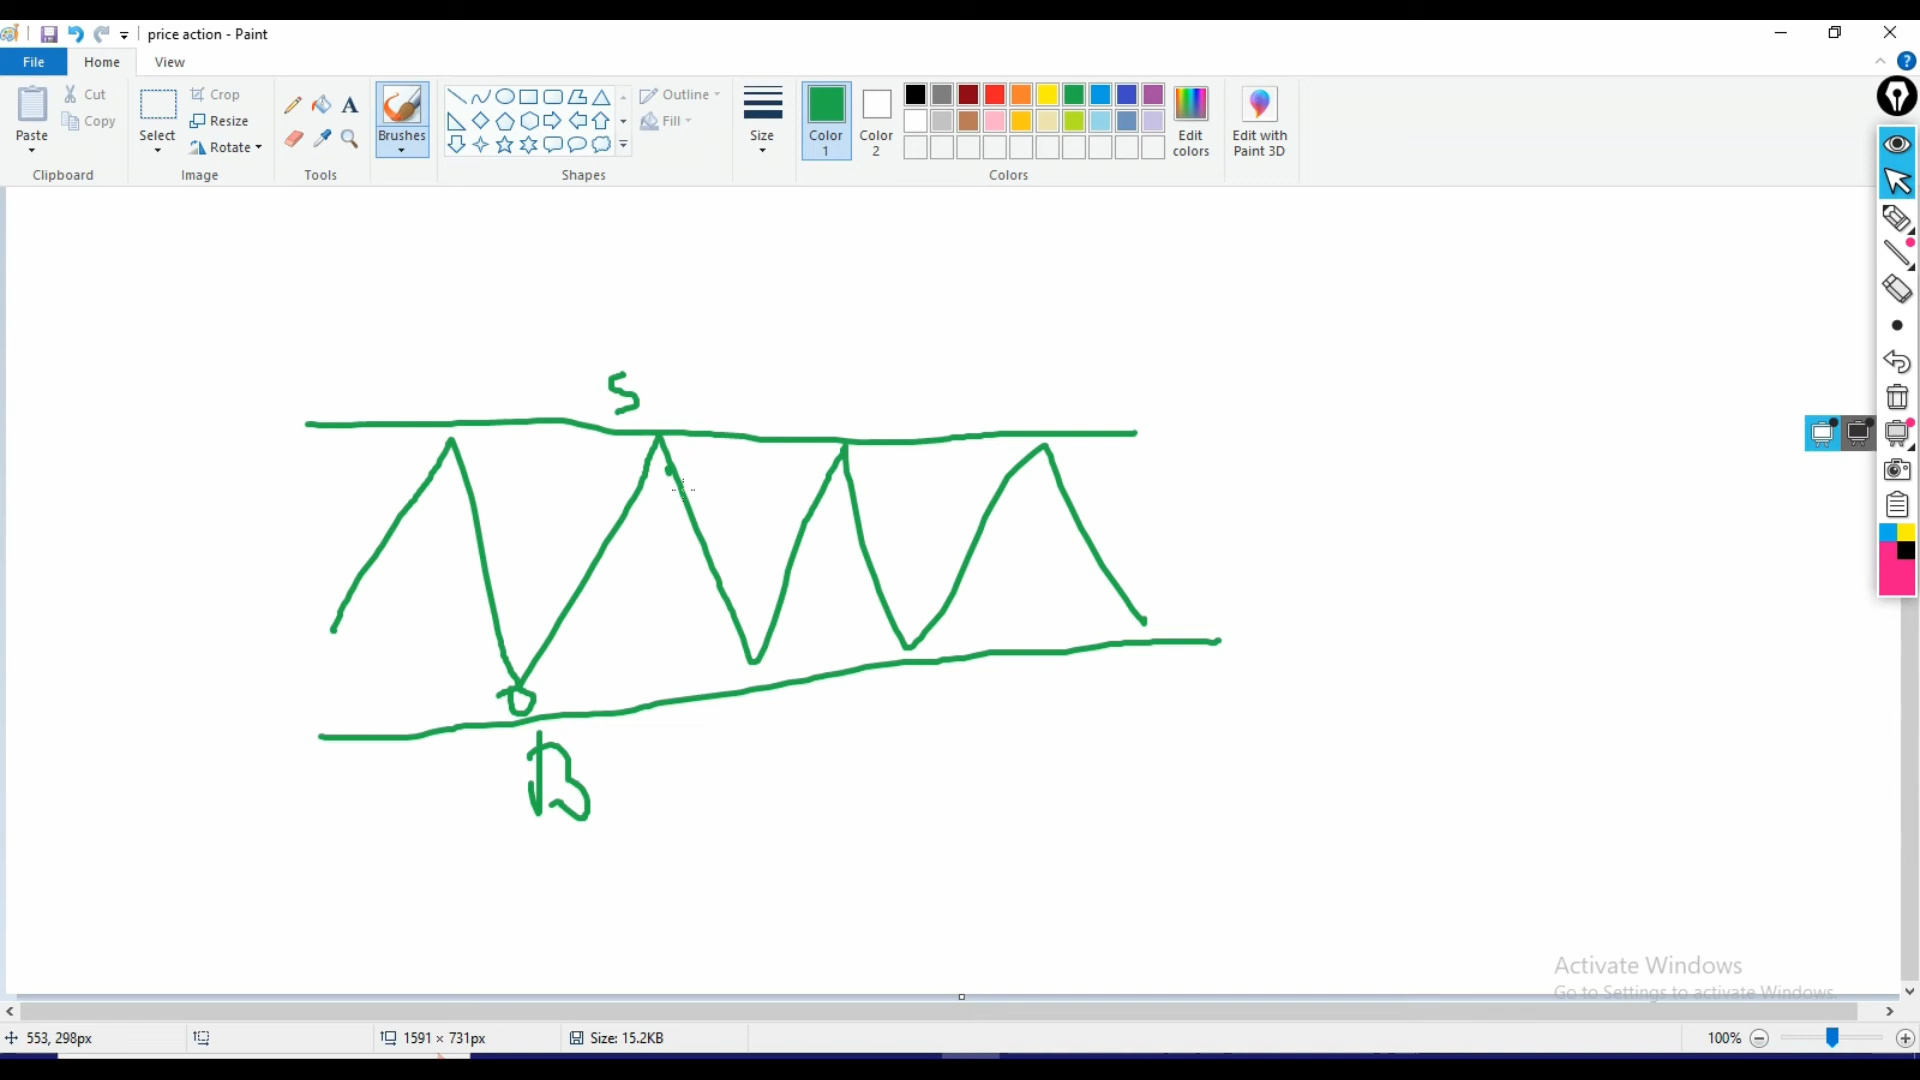 price action - Paint
File Home View
Paste Cut Copy Clipboard
Select Crop Resize Rotate Image
A
Tools
Brushes
Outline Fill Shapes
Size
Color 1 Color 2 Edit colors Colors
Edit with Paint 3D
?
S
B
Activate Windows
Go to Settings to activate Windows.
553, 298px 1591 × 731px Size: 15.2KB 100%